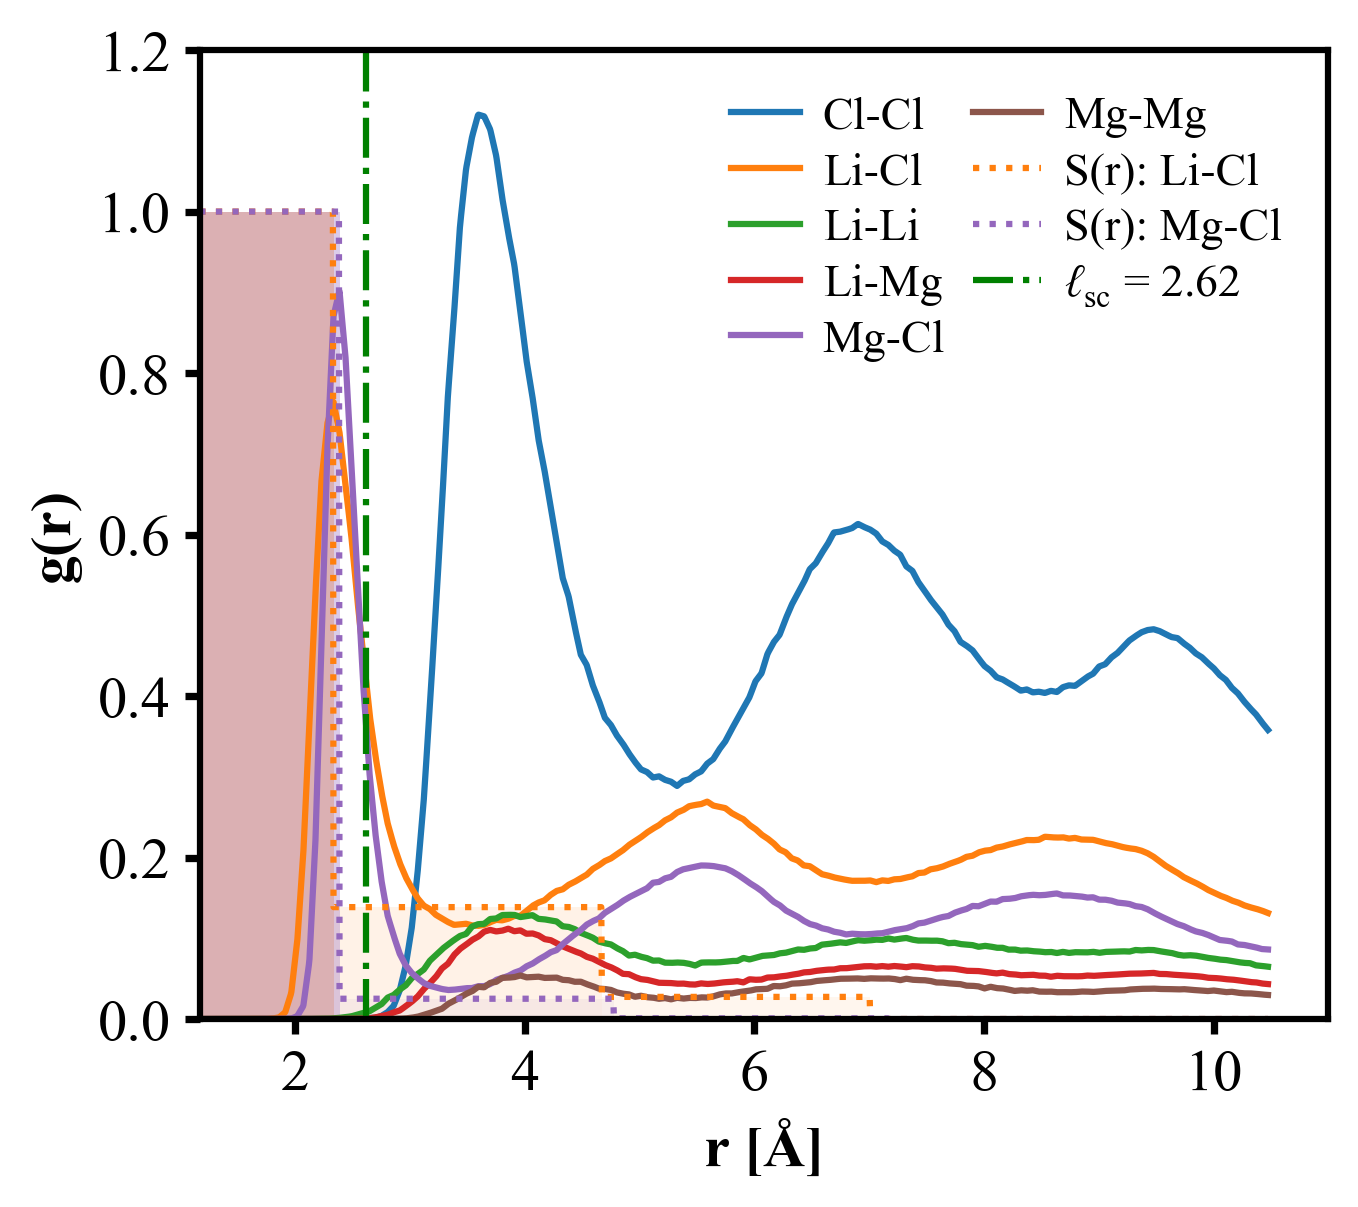 1.2
1.0
0.8
0.6
0.4
0.2
0.0
g(r)
Cl-Cl
Li-Cl
Li-Li
Li-Mg
Mg-Cl
Mg-Mg
S(r): Li-Cl
S(r): Mg-Cl
ℓsc = 2.62
2 4 6 8 10
r [Å]